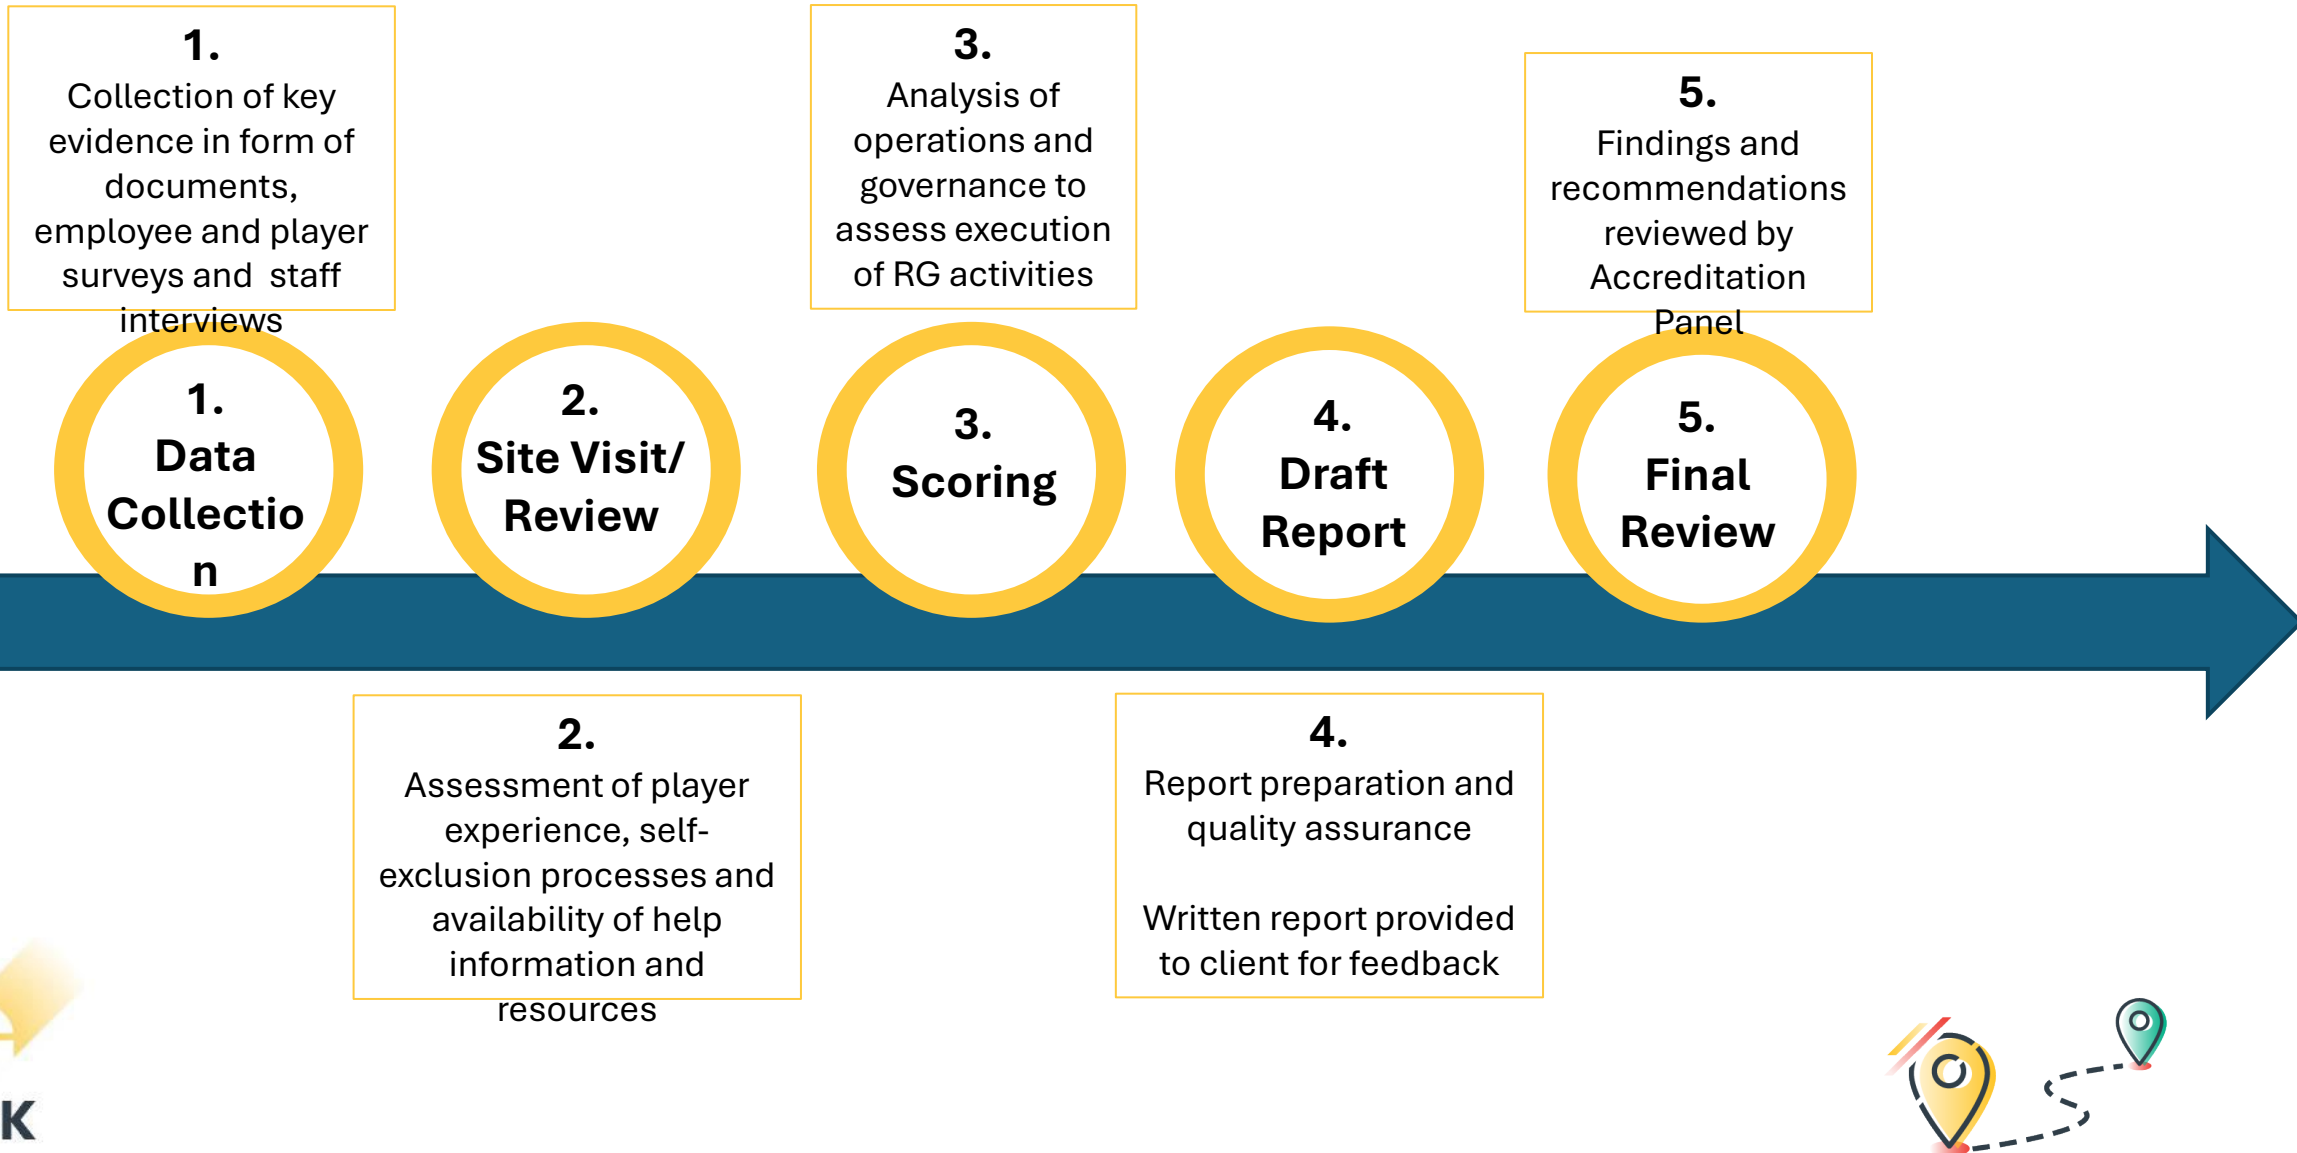 1.
Collection of key
evidence in form of
documents,
employee and player
surveys and staff
interviews
3.
Analysis of
operations and
governance to
assess execution
of RG activities
5.
Findings and
recommendations
reviewed by
Accreditation
Panel
1.
Data
Collectio
n
2.
Site Visit/
Review
3.
Scoring
4.
Draft
Report
5.
Final
Review
2.
Assessment of player
experience, self-
exclusion processes and
availability of help
information and
resources
4.
Report preparation and
quality assurance
Written report provided
to client for feedback
K